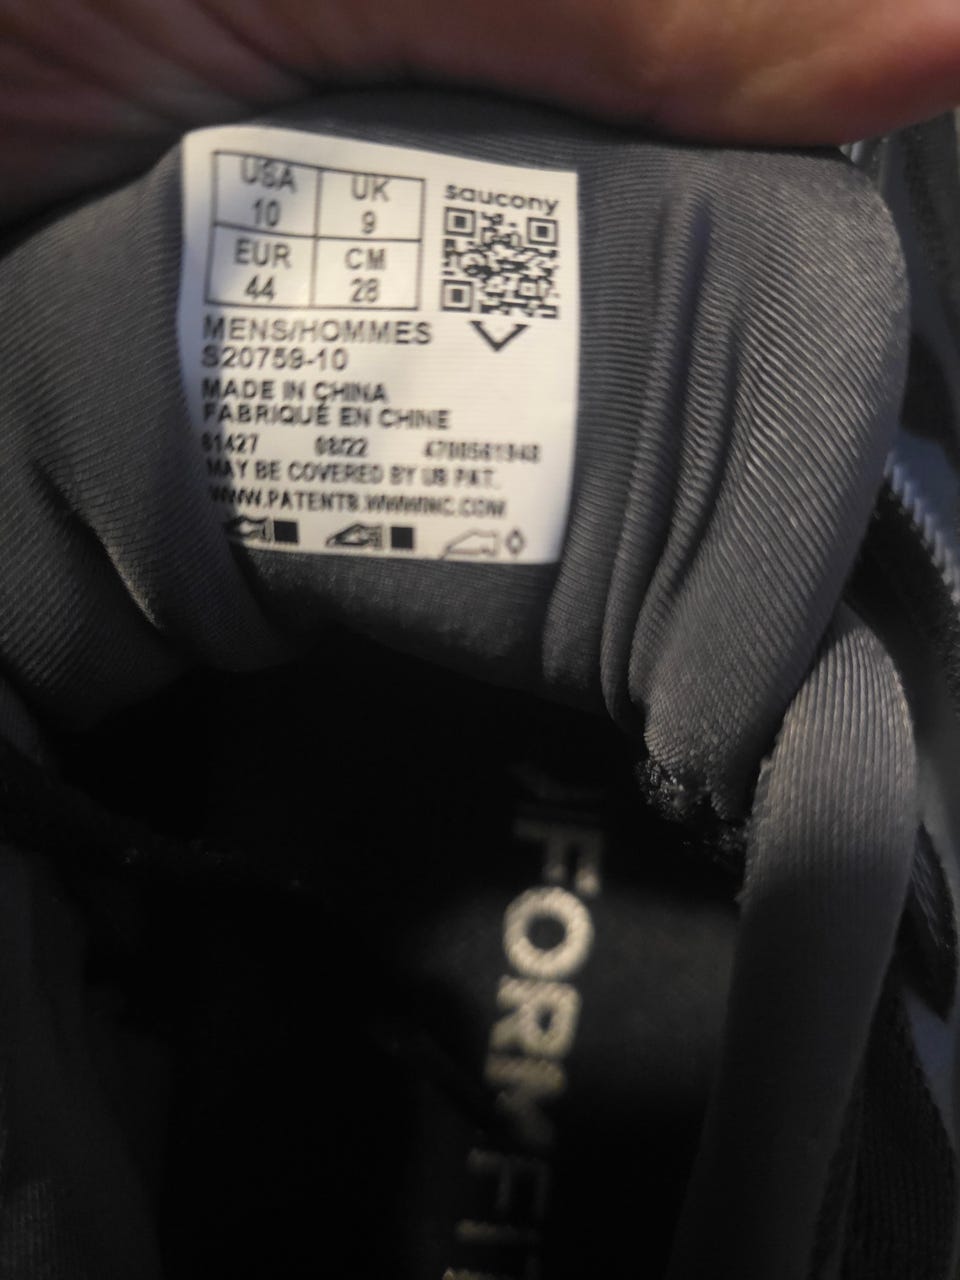 USA
10
UK
9
EUR
44
CM
28
saucony
MENS/HOMMES
S20759-10
MADE IN CHINA
FABRIQUÉ EN CHINE
61427 08/22
MAY BE COVERED BY US PAT.
FORMFIT